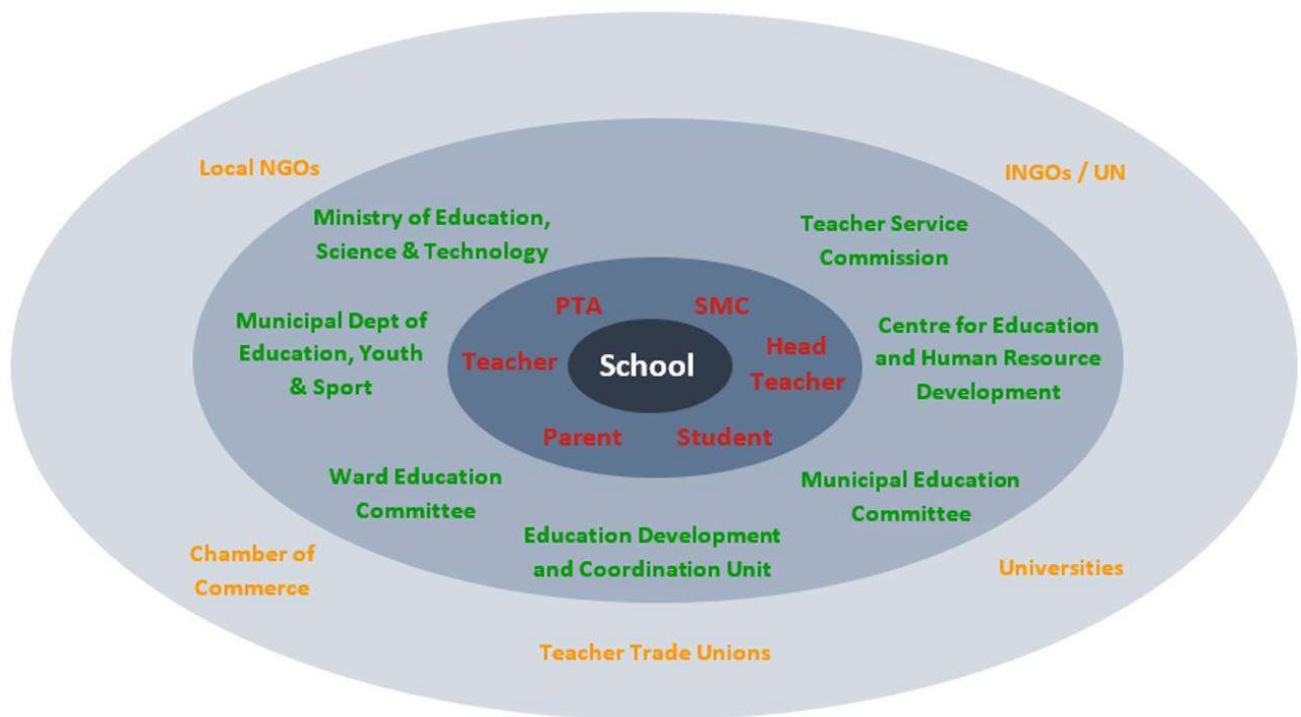 Local NGOs
INGOs / UN
Ministry of Education,
Science & Technology
Teacher Service
Commission
PTA
SMC
Municipal Dept of
Education, Youth
& Sport
Teacher
School
Head
Teacher
Centre for Education
and Human Resource
Development
Parent
Student
Ward Education
Committee
Municipal Education
Committee
Education Development
and Coordination Unit
Chamber of
Commerce
Universities
Teacher Trade Unions